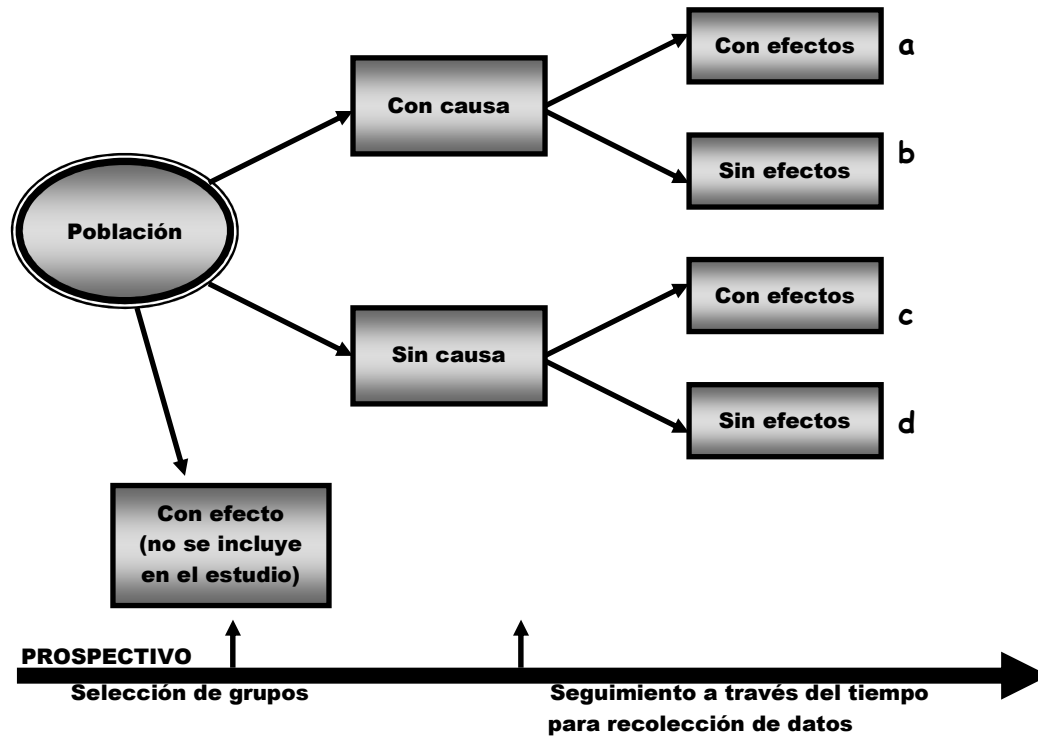 Con efectos
a
Con causa
b
Sin efectos
Población
Con efectos
c
Sin causa
Sin efectos
d
Con efecto
(no se incluye
en el estudio)
PROSPECTIVO
Selección de grupos
Seguimiento a través del tiempo
para recolección de datos